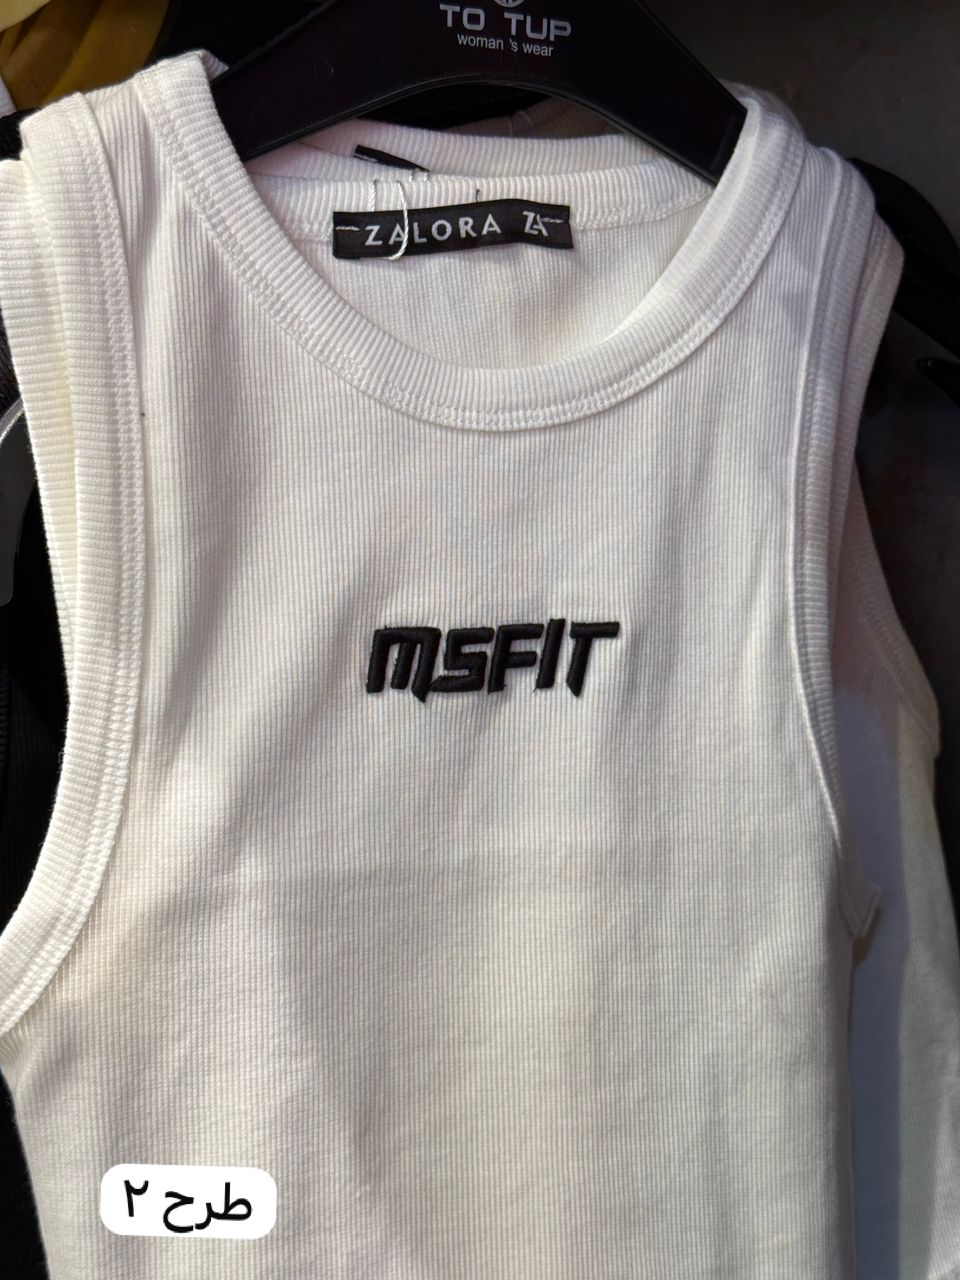 TO TUP
woman 's wear
ZALORA ZA
MSFIT
طرح ۲